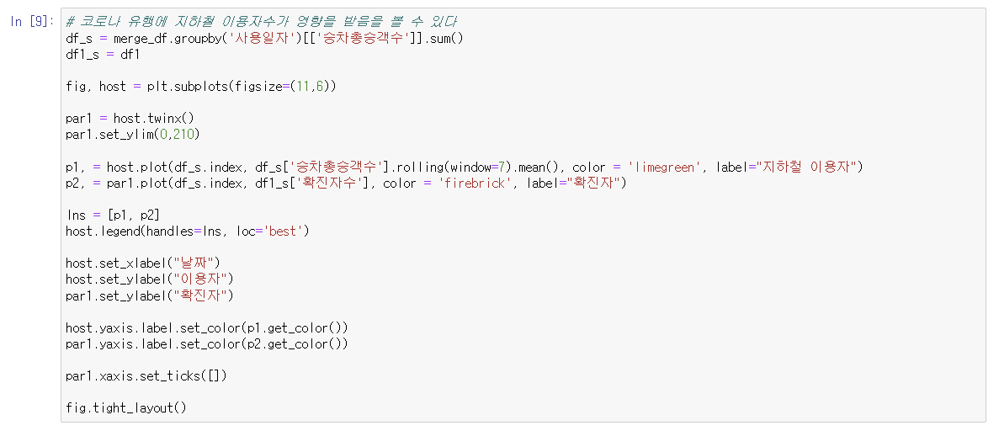 In [9]:
# 코로나 유행에 지하철 이용자수가 영향을 받음을 볼 수 있다
df_s = merge_df.groupby('사용일자')[['승차총승객수']].sum()
df1_s = df1
fig, host = plt.subplots(figsize=(11,6))
par1 = host.twinx()
par1.set_ylim(0,210)
p1, = host.plot(df_s.index, df_s['승차총승객수'].rolling(window=7).mean(), color = 'limegreen', label="지하철 이용자")
p2, = par1.plot(df_s.index, df1_s['확진자수'], color = 'firebrick', label="확진자")
lns = [p1, p2]
host.legend(handles=lns, loc='best')
host.set_xlabel("날짜")
host.set_ylabel("이용자")
par1.set_ylabel("확진자")
host.yaxis.label.set_color(p1.get_color())
par1.yaxis.label.set_color(p2.get_color())
par1.xaxis.set_ticks([])
fig.tight_layout()